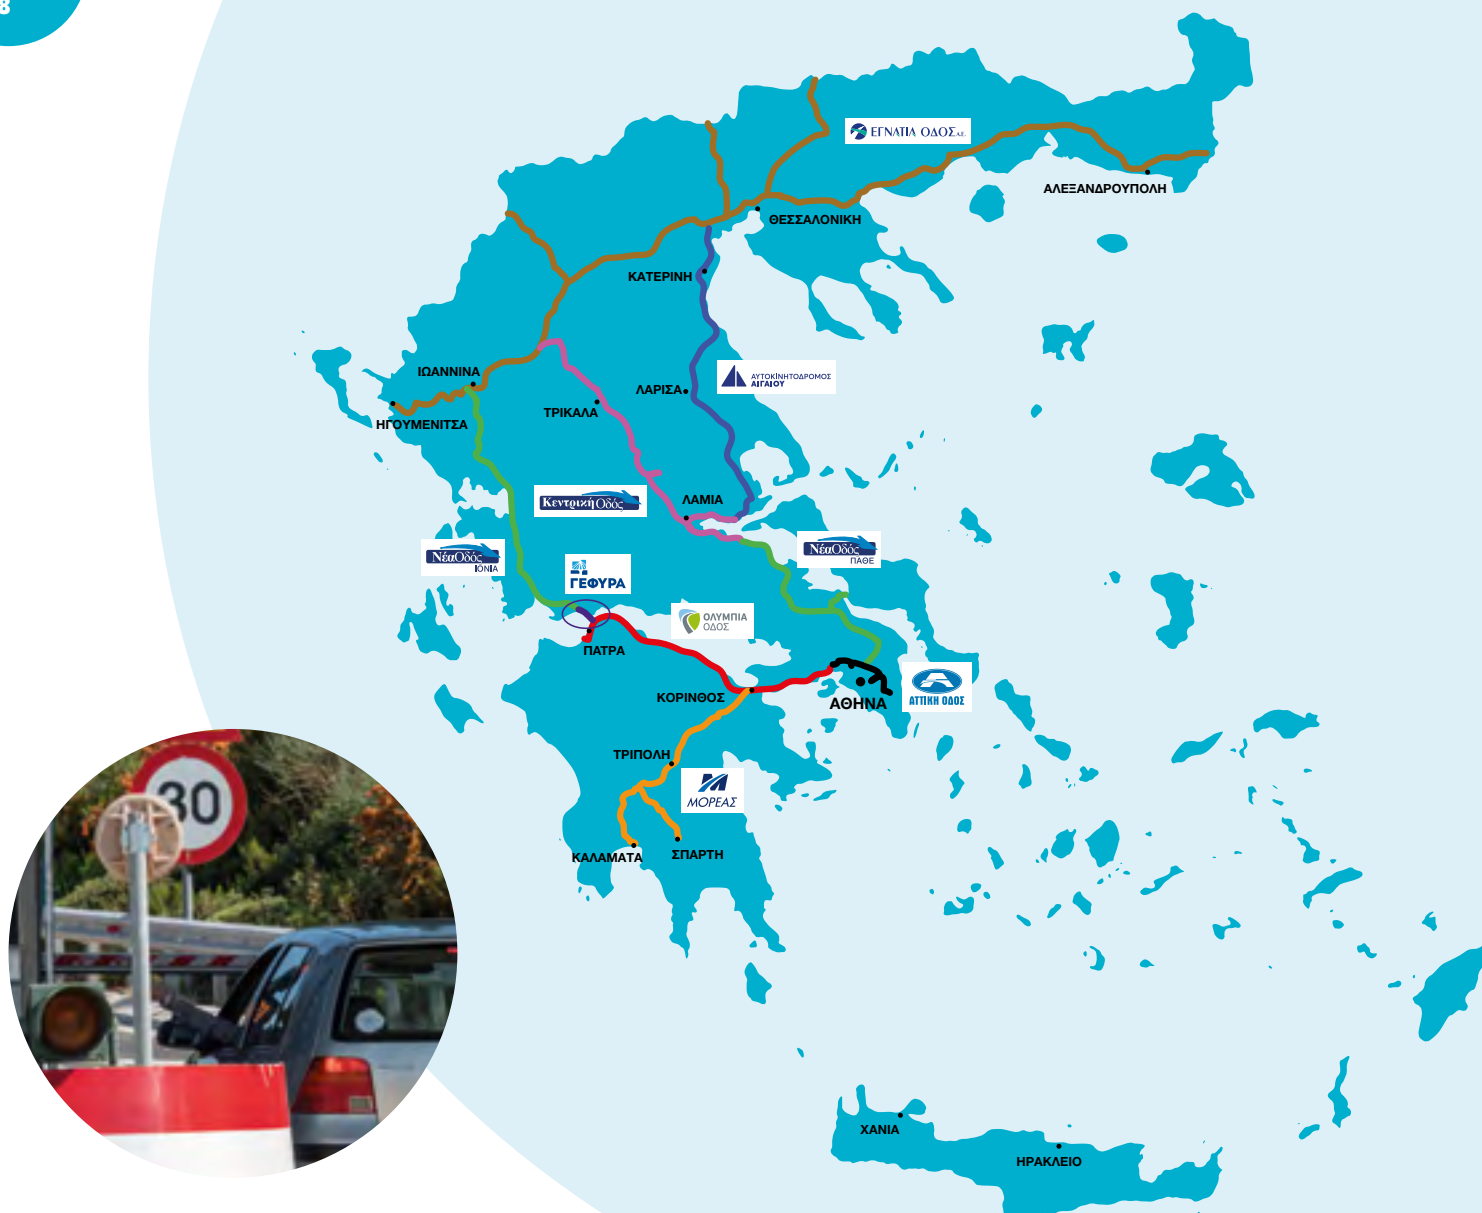 8
ΕΓΝΑΤΙΑ ΟΔΟΣ Α.Ε.
ΑΛΕΞΑΝΔΡΟΥΠΟΛΗ
ΘΕΣΣΑΛΟΝΙΚΗ
ΚΑΤΕΡΙΝΗ
ΙΩΑΝΝΙΝΑ
ΑΥΤΟΚΙΝΗΤΟΔΡΟΜΟΣ
ΑΙΓΑΙΟΥ
ΛΑΡΙΣΑ
ΤΡΙΚΑΛΑ
ΗΓΟΥΜΕΝΙΤΣΑ
Κεντρική Οδός
ΛΑΜΙΑ
ΝέαΟδός
ΙΟΝΙΑ
ΝέαΟδός
ΠΑΘΕ
ΓΕΦΥΡΑ
ΟΛΥΜΠΙΑ
ΟΔΟΣ
ΠΑΤΡΑ
ΚΟΡΙΝΘΟΣ
ΑΘΗΝΑ
ΑΤΤΙΚΗ ΟΔΟΣ
ΤΡΙΠΟΛΗ
ΜΟΡΕΑΣ
30
ΚΑΛΑΜΑΤΑ
ΣΠΑΡΤΗ
ΧΑΝΙΑ
ΗΡΑΚΛΕΙΟ